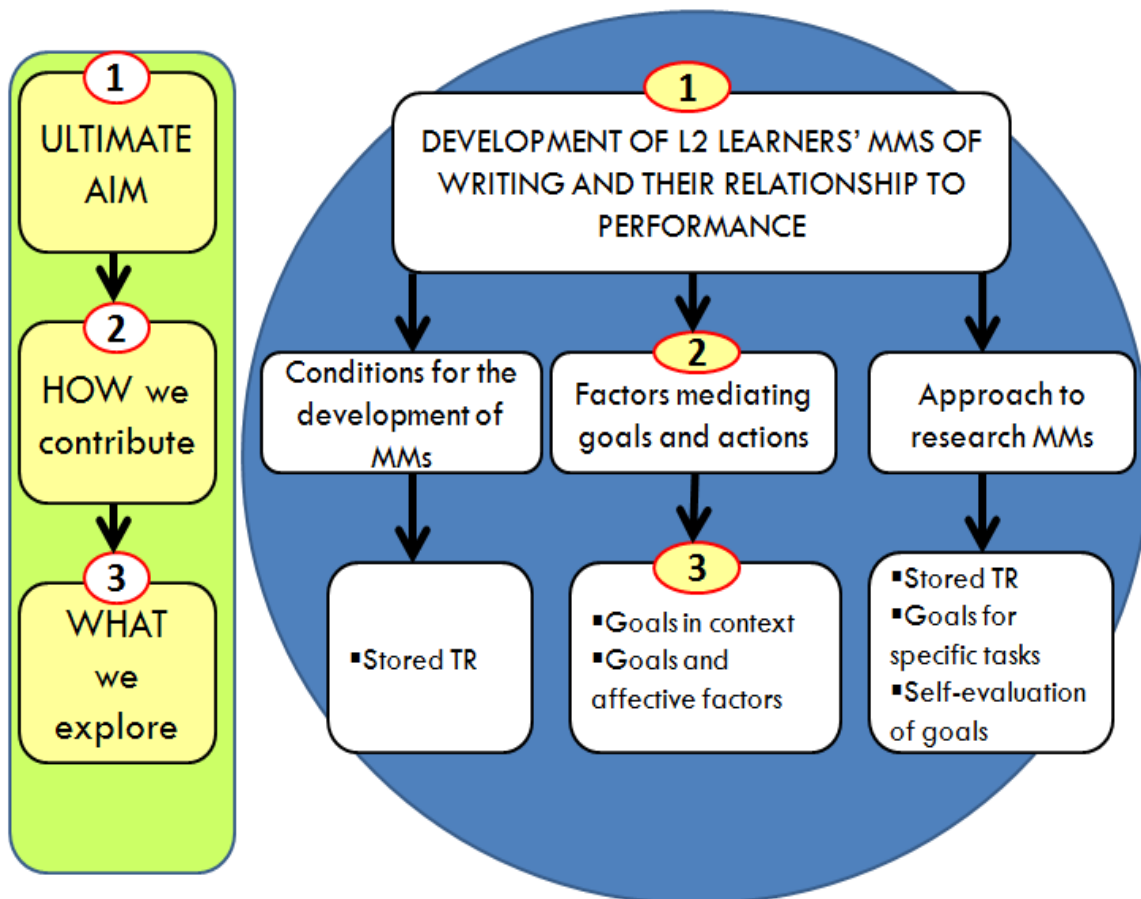 1
ULTIMATE
AIM
2
HOW we
contribute
3
WHAT
we
explore
1
DEVELOPMENT OF L2 LEARNERS’ MMS OF
WRITING AND THEIR RELATIONSHIP TO
PERFORMANCE
Conditions for the
development of
MMs
2
Factors mediating
goals and actions
Approach to
research MMs
▪Stored TR
3
▪Goals in context
▪Goals and
affective factors
▪Stored TR
▪Goals for
specific tasks
▪Self-evaluation
of goals